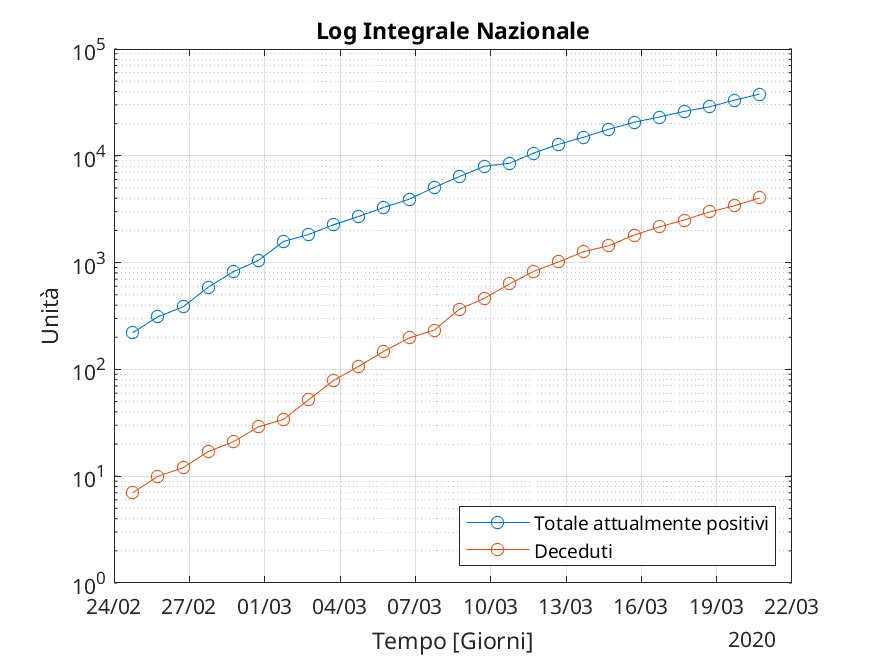 Log Integrale Nazionale
10^5
10^4
10^3
10^2
10^1
10^0
Unità
Totale attualmente positivi
Deceduti
24/02 27/02 01/03 04/03 07/03 10/03 13/03 16/03 19/03 22/03
Tempo [Giorni]
2020